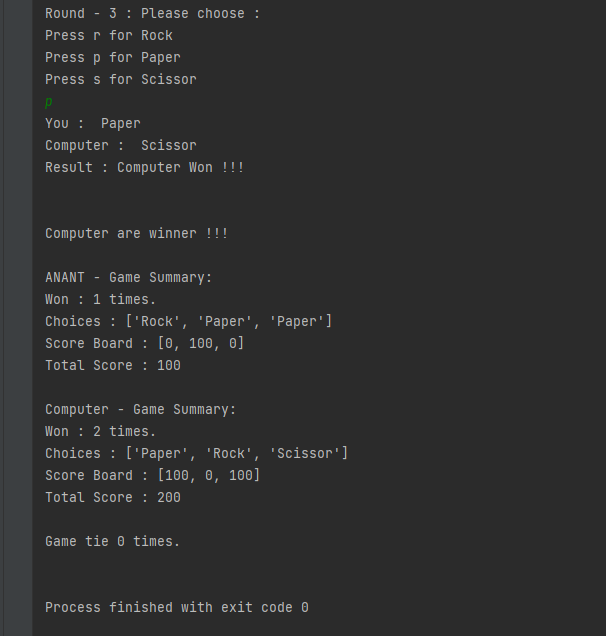 Round - 3 : Please choose :
Press r for Rock
Press p for Paper
Press s for Scissor
p
You :  Paper
Computer :  Scissor
Result : Computer Won !!!
Computer are winner !!!
ANANT - Game Summary:
Won : 1 times.
Choices : ['Rock', 'Paper', 'Paper']
Score Board : [0, 100, 0]
Total Score : 100
Computer - Game Summary:
Won : 2 times.
Choices : ['Paper', 'Rock', 'Scissor']
Score Board : [100, 0, 100]
Total Score : 200
Game tie 0 times.
Process finished with exit code 0